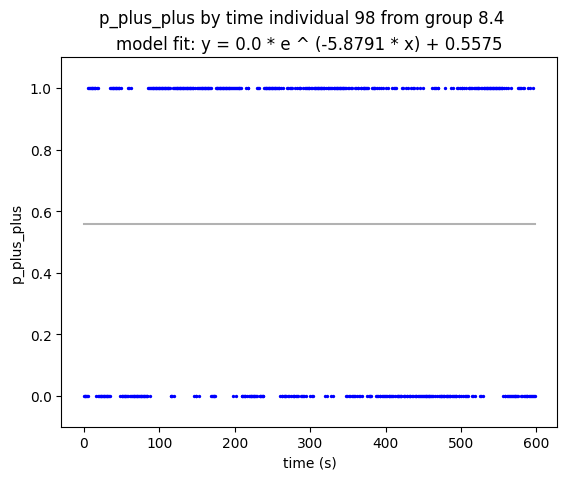 p_plus_plus by time individual 98 from group 8.4
model fit: y = 0.0 * e ^ (-5.8791 * x) + 0.5575
1.0
0.8
0.6
0.4
0.2
0.0
p_plus_plus
0 100 200 300 400 500 600
time (s)